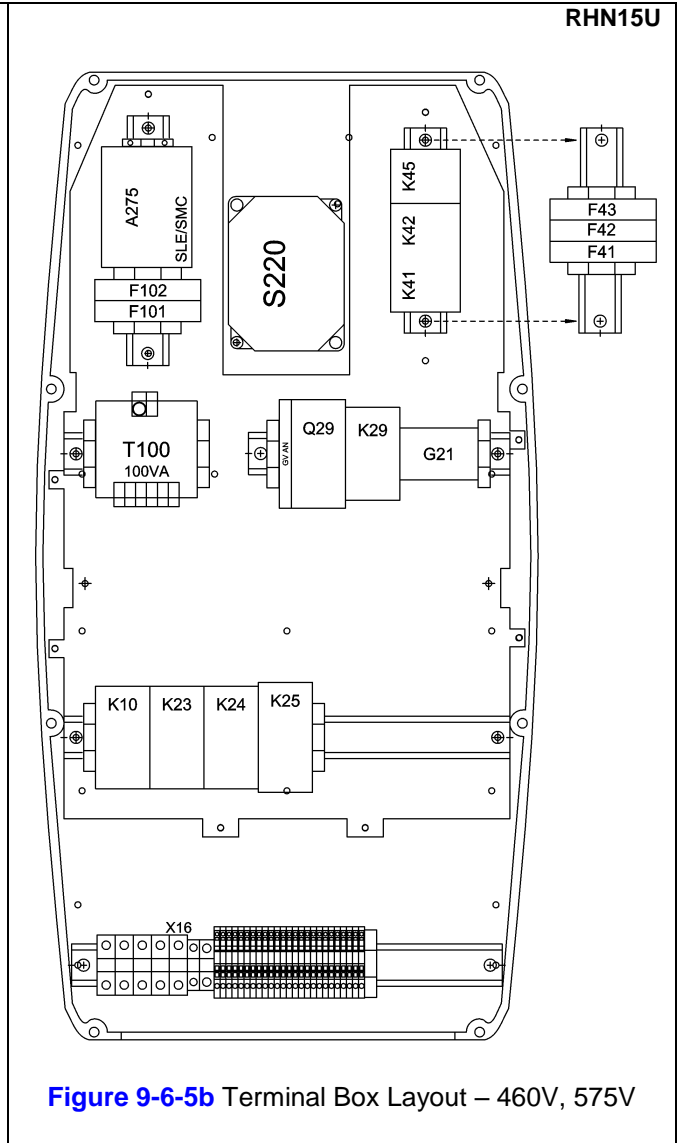 RHN15U
A275
SLE/SMC
F102
F101
S220
K45
K42
K41
F43
F42
F41
T100
100VA
GV AN
Q29
K29
G21
K10
K23
K24
K25
X16
Figure 9-6-5b Terminal Box Layout – 460V, 575V